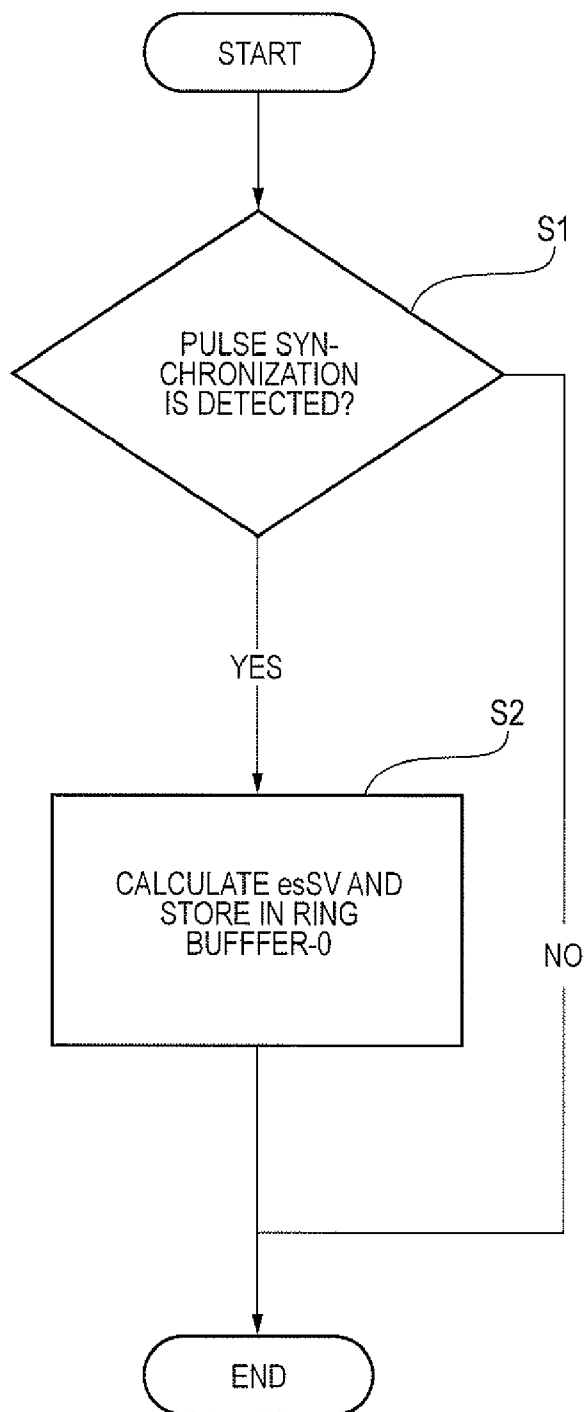 START
S1
PULSE SYN-
CHRONIZATION
IS DETECTED?
YES
S2
CALCULATE esSV AND
STORE IN RING
BUFFFER-0
NO
END